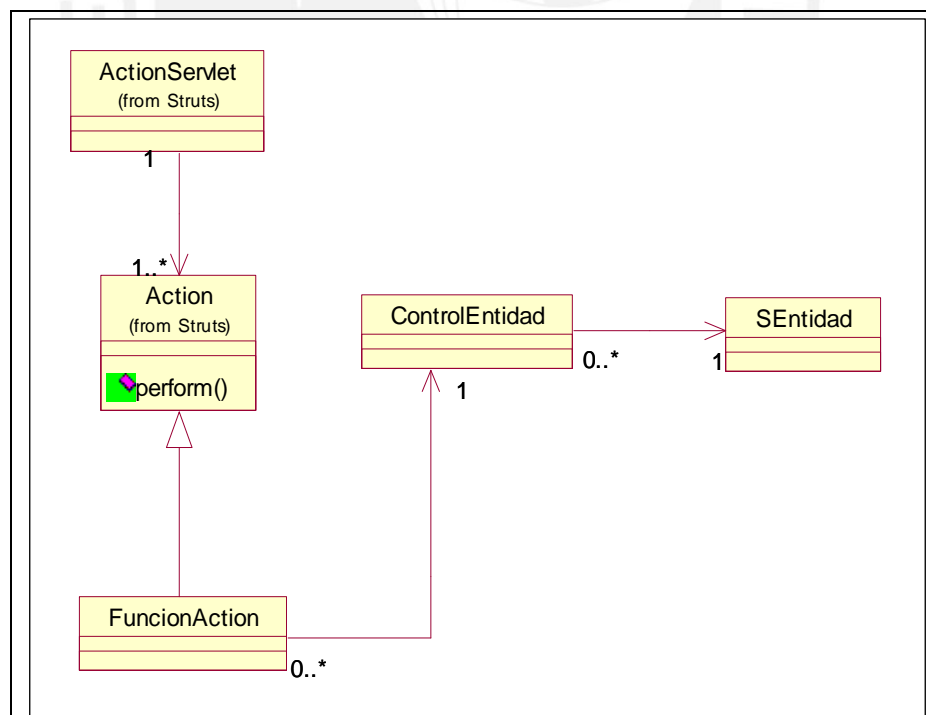 ActionServlet
(from Struts)
1
1..*
Action
(from Struts)
perform()
ControlEntidad
0..*
1
SEntidad
1
FuncionAction
0..*